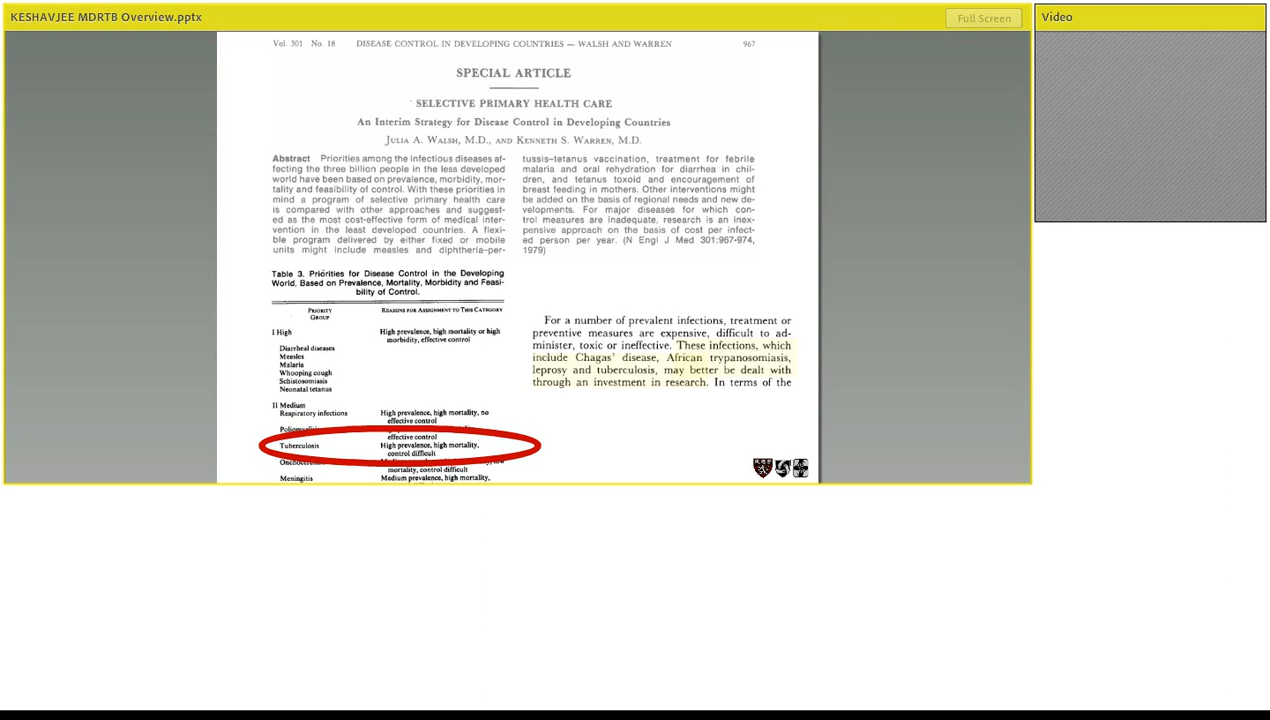 KESHAVJEE MDRTB Overview.pptx
Full Screen
Video
Vol. 301 No. 18 DISEASE CONTROL IN DEVELOPING COUNTRIES — WALSH AND WARREN 967
SPECIAL ARTICLE
SELECTIVE PRIMARY HEALTH CARE
An Interim Strategy for Disease Control in Developing Countries
JULIA A. WALSH, M.D., AND KENNETH S. WARREN, M.D.
Abstract Priorities among the infectious diseases af-
fecting the three billion people in the less developed
world have been based on prevalence, morbidity, mor-
tality and feasibility of control. With these priorities in
mind a program of selective primary health care
is compared with other approaches and suggest-
ed as the most cost-effective form of medical inter-
vention in the least developed countries. A flexi-
ble program delivered by either fixed or mobile
units might include measles and diphtheria–per-
tussis–tetanus vaccination, treatment for febrile
malaria and oral rehydration for diarrhea in chil-
dren, and tetanus toxoid and encouragement of
breast feeding in mothers. Other interventions might
be added on the basis of regional needs and new de-
velopments. For major diseases for which con-
trol measures are inadequate, research is an inex-
pensive approach on the basis of cost per infect-
ed person per year. (N Engl J Med 301:967-974,
1979)
Table 3. Priorities for Disease Control in the Developing
World, Based on Prevalence, Mortality, Morbidity and Feasi-
bility of Control.
PRIORITY GROUP
REASONS FOR ASSIGNMENT TO THIS CATEGORY
I High High prevalence, high mortality or high
morbidity, effective control
Diarrheal diseases
Measles
Malaria
Whooping cough
Schistosomiasis
Neonatal tetanus
II Medium
Respiratory infections High prevalence, high mortality, no
effective control
effective control
Tuberculosis High prevalence, high mortality,
control difficult
mortality, control difficult
Meningitis Medium prevalence, high mortality,
For a number of prevalent infections, treatment or
preventive measures are expensive, difficult to ad-
minister, toxic or ineffective. These infections, which
include Chagas' disease, African trypanosomiasis,
leprosy and tuberculosis, may better be dealt with
through an investment in research. In terms of the